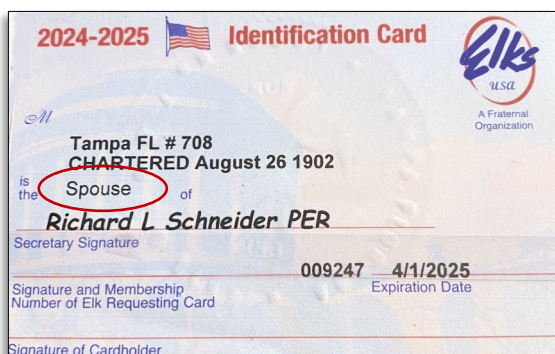 2024-2025 Identification Card
Elks
USA
A Fraternal
Organization
M
Tampa FL # 708
CHARTERED August 26 1902
is
the Spouse of
Richard L Schneider PER
Secretary Signature
009247 4/1/2025
Signature and Membership Expiration Date
Number of Elk Requesting Card
Signature of Cardholder